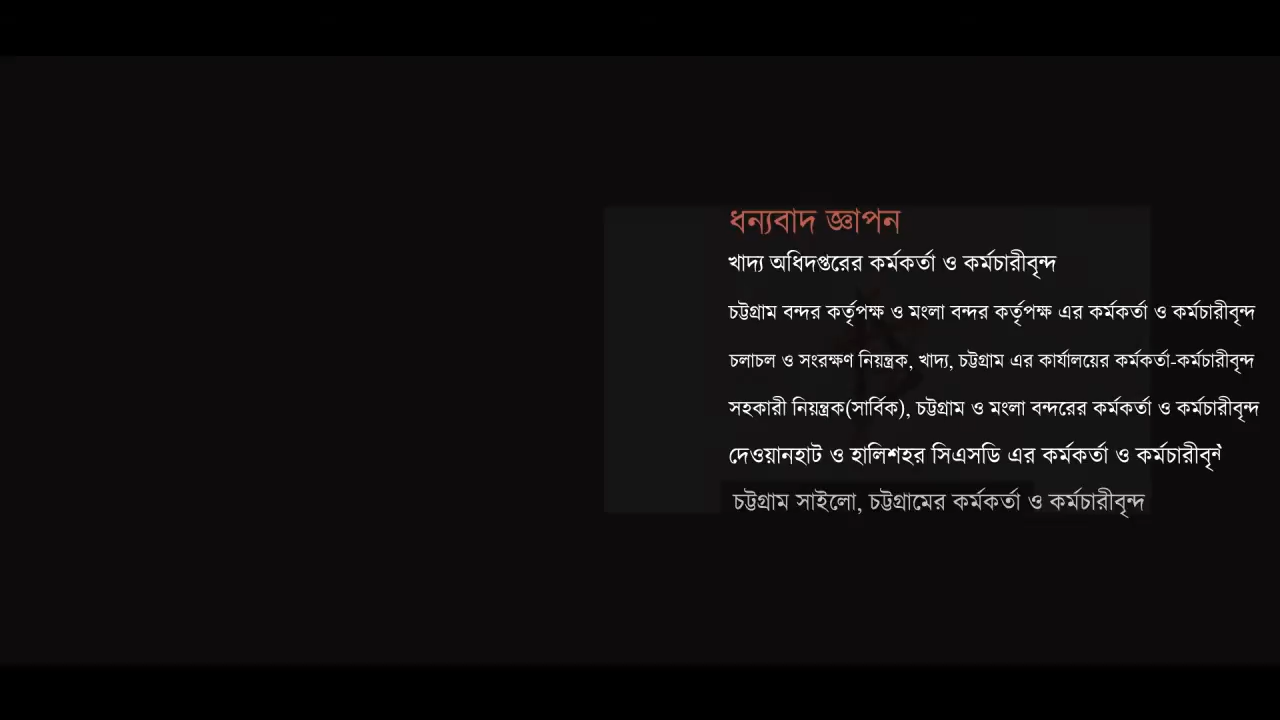 ধন্যবাদ জ্ঞাপন
খাদ্য অধিদপ্তরের কর্মকর্তা ও কর্মচারীবৃন্দ
চট্টগ্রাম বন্দর কর্তৃপক্ষ ও মংলা বন্দর কর্তৃপক্ষ এর কর্মকর্তা ও কর্মচারীবৃন্দ
চলাচল ও সংরক্ষণ নিয়ন্ত্রক, খাদ্য, চট্টগ্রাম এর কার্যালয়ের কর্মকর্তা-কর্মচারীবৃন্দ
সহকারী নিয়ন্ত্রক(সার্বিক), চট্টগ্রাম ও মংলা বন্দরের কর্মকর্তা ও কর্মচারীবৃন্দ
দেওয়ানহাট ও হালিশহর সিএসডি এর কর্মকর্তা ও
চট্টগ্রাম সাইলো, চট্টগ্রামের কর্মকর্তা ও কর্মচারীবৃন্দ